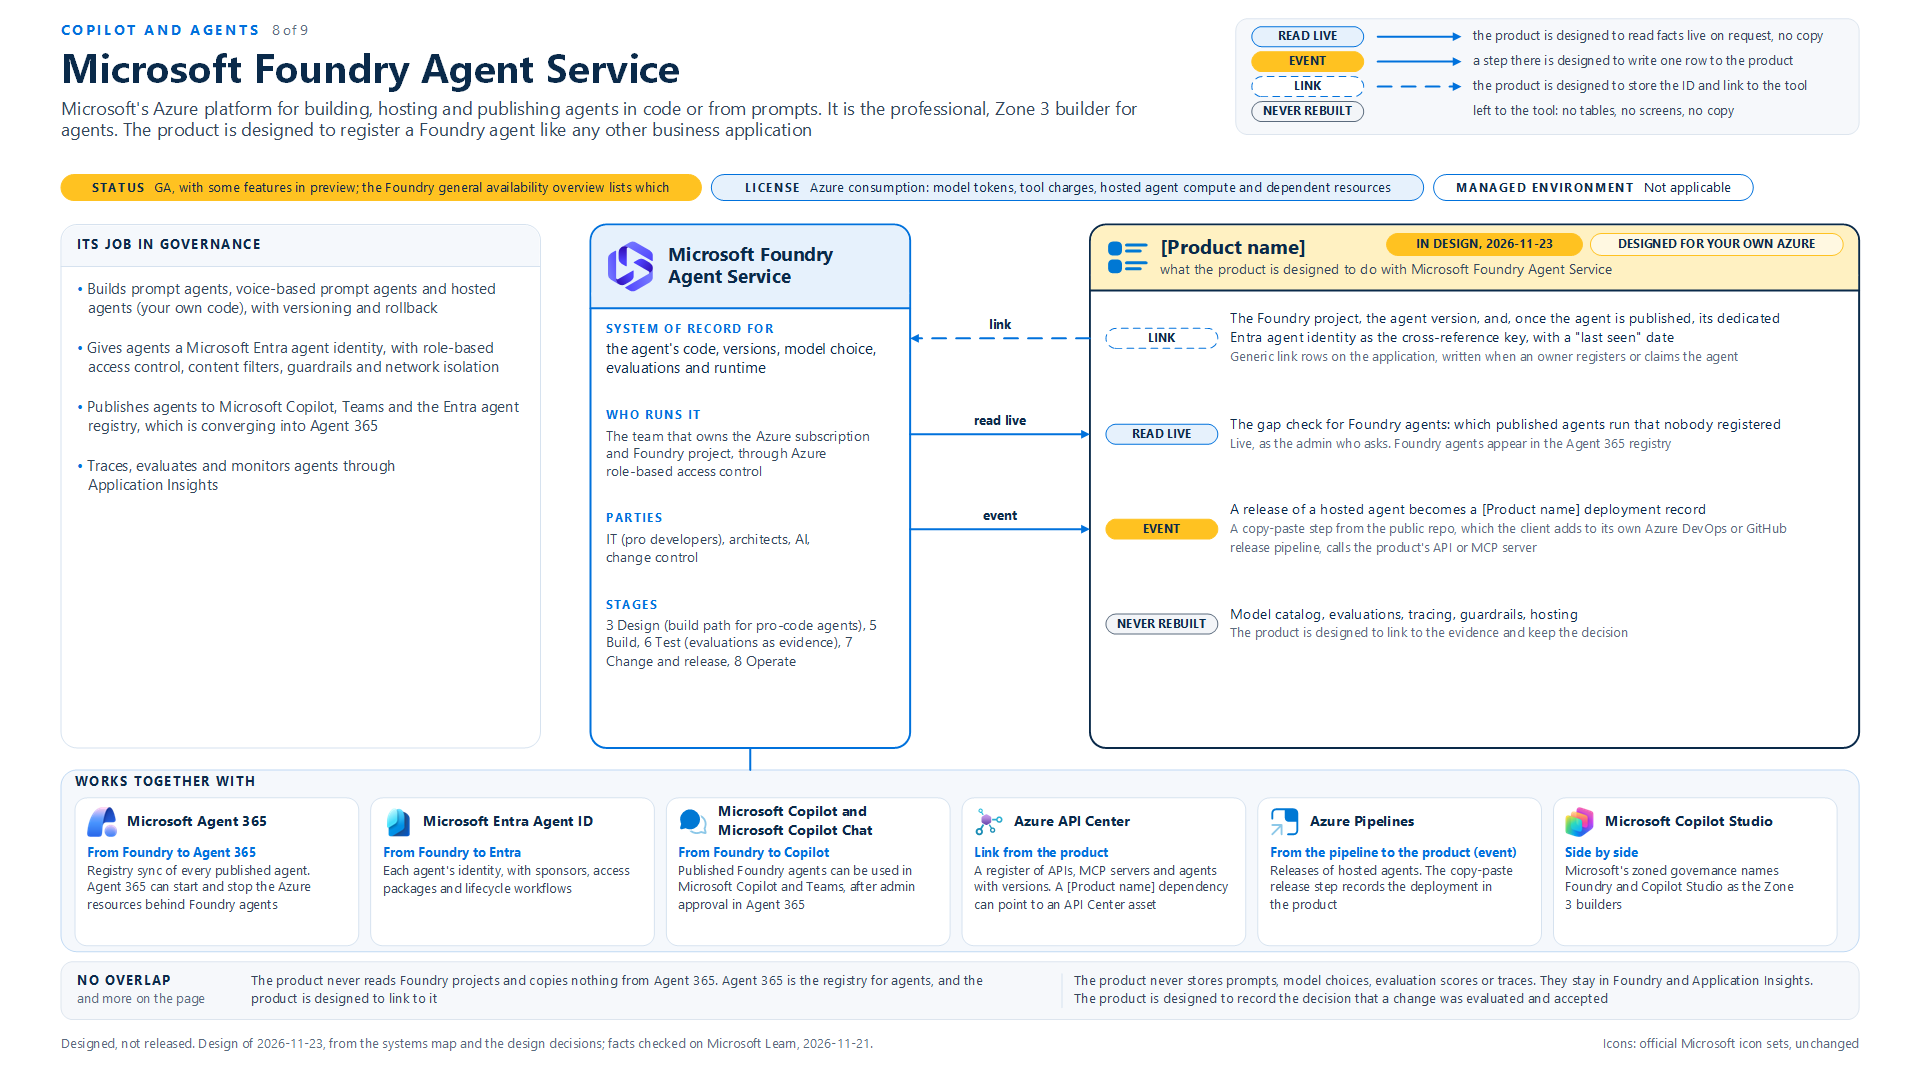 COPILOT AND AGENTS 8 of 9
Microsoft Foundry Agent Service
Microsoft's Azure platform for building, hosting and publishing agents in code or from prompts. It is the professional, Zone 3 builder for
agents. The product is designed to register a Foundry agent like any other business application
READ LIVE the product is designed to read facts live on request, no copy
EVENT a step there is designed to write one row to the product
LINK the product is designed to store the ID and link to the tool
NEVER REBUILT left to the tool: no tables, no screens, no copy
STATUS GA, with some features in preview; the Foundry general availability overview lists which
LICENSE Azure consumption: model tokens, tool charges, hosted agent compute and dependent resources
MANAGED ENVIRONMENT Not applicable
ITS JOB IN GOVERNANCE
• Builds prompt agents, voice-based prompt agents and hosted
agents (your own code), with versioning and rollback
• Gives agents a Microsoft Entra agent identity, with role-based
access control, content filters, guardrails and network isolation
• Publishes agents to Microsoft Copilot, Teams and the Entra agent
registry, which is converging into Agent 365
• Traces, evaluates and monitors agents through
Application Insights
Microsoft Foundry
Agent Service
SYSTEM OF RECORD FOR
the agent's code, versions, model choice,
evaluations and runtime
WHO RUNS IT
The team that owns the Azure subscription
and Foundry project, through Azure
role-based access control
PARTIES
IT (pro developers), architects, AI,
change control
STAGES
3 Design (build path for pro-code agents), 5
Build, 6 Test (evaluations as evidence), 7
Change and release, 8 Operate
link
read live
event
[Product name]
IN DESIGN, 2026-11-23
DESIGNED FOR YOUR OWN AZURE
what the product is designed to do with Microsoft Foundry Agent Service
LINK
The Foundry project, the agent version, and, once the agent is published, its dedicated
Entra agent identity as the cross-reference key, with a "last seen" date
Generic link rows on the application, written when an owner registers or claims the agent
READ LIVE
The gap check for Foundry agents: which published agents run that nobody registered
Live, as the admin who asks. Foundry agents appear in the Agent 365 registry
EVENT
A release of a hosted agent becomes a [Product name] deployment record
A copy-paste step from the public repo, which the client adds to its own Azure DevOps or GitHub
release pipeline, calls the product's API or MCP server
NEVER REBUILT
Model catalog, evaluations, tracing, guardrails, hosting
The product is designed to link to the evidence and keep the decision
WORKS TOGETHER WITH
Microsoft Agent 365
From Foundry to Agent 365
Registry sync of every published agent.
Agent 365 can start and stop the Azure
resources behind Foundry agents
Microsoft Entra Agent ID
From Foundry to Entra
Each agent's identity, with sponsors, access
packages and lifecycle workflows
Microsoft Copilot and
Microsoft Copilot Chat
From Foundry to Copilot
Published Foundry agents can be used in
Microsoft Copilot and Teams, after admin
approval in Agent 365
Azure API Center
Link from the product
A register of APIs, MCP servers and agents
with versions. A [Product name] dependency
can point to an API Center asset
Azure Pipelines
From the pipeline to the product (event)
Releases of hosted agents. The copy-paste
release step records the deployment in
the product
Microsoft Copilot Studio
Side by side
Microsoft's zoned governance names
Foundry and Copilot Studio as the Zone
3 builders
NO OVERLAP
and more on the page
The product never reads Foundry projects and copies nothing from Agent 365. Agent 365 is the registry for agents, and the
product is designed to link to it
The product never stores prompts, model choices, evaluation scores or traces. They stay in Foundry and Application Insights.
The product is designed to record the decision that a change was evaluated and accepted
Designed, not released. Design of 2026-11-23, from the systems map and the design decisions; facts checked on Microsoft Learn, 2026-11-21.
Icons: official Microsoft icon sets, unchanged